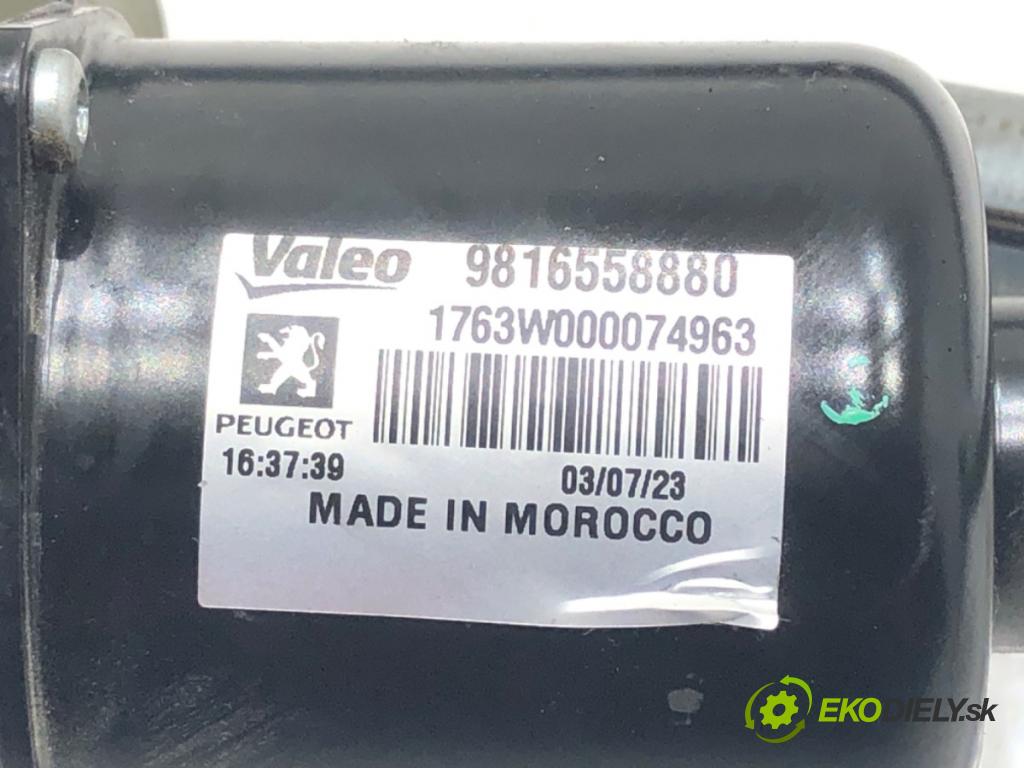 Valeo 9816558880
1763W000074963
PEUGEOT
16:37:39 03/07/23
MADE IN MOROCCO
EKODIELY.sk